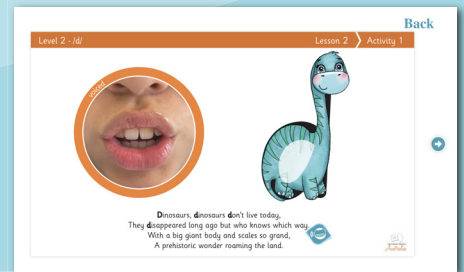 Back
Level 2 - /d/
Lesson 2
Activity 1
voiced
Dinosaurs, dinosaurs don't live today,
They disappeared long ago but who knows which way.
With a big giant body and scales so grand,
A prehistoric wonder roaming the land.